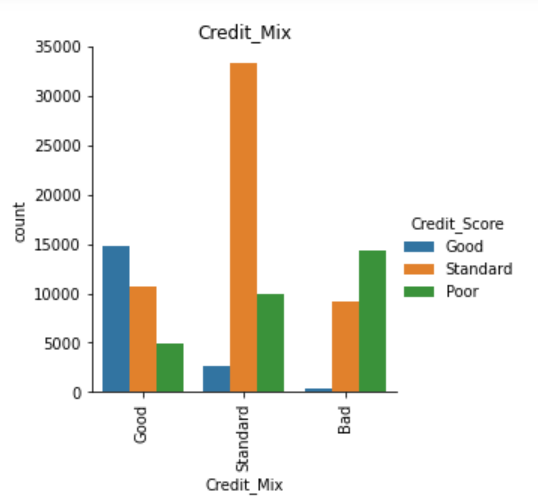 Credit_Mix
35000
30000
25000
20000
15000
10000
5000
0
count
Good
Standard
Bad
Credit_Mix
Credit_Score
Good
Standard
Poor